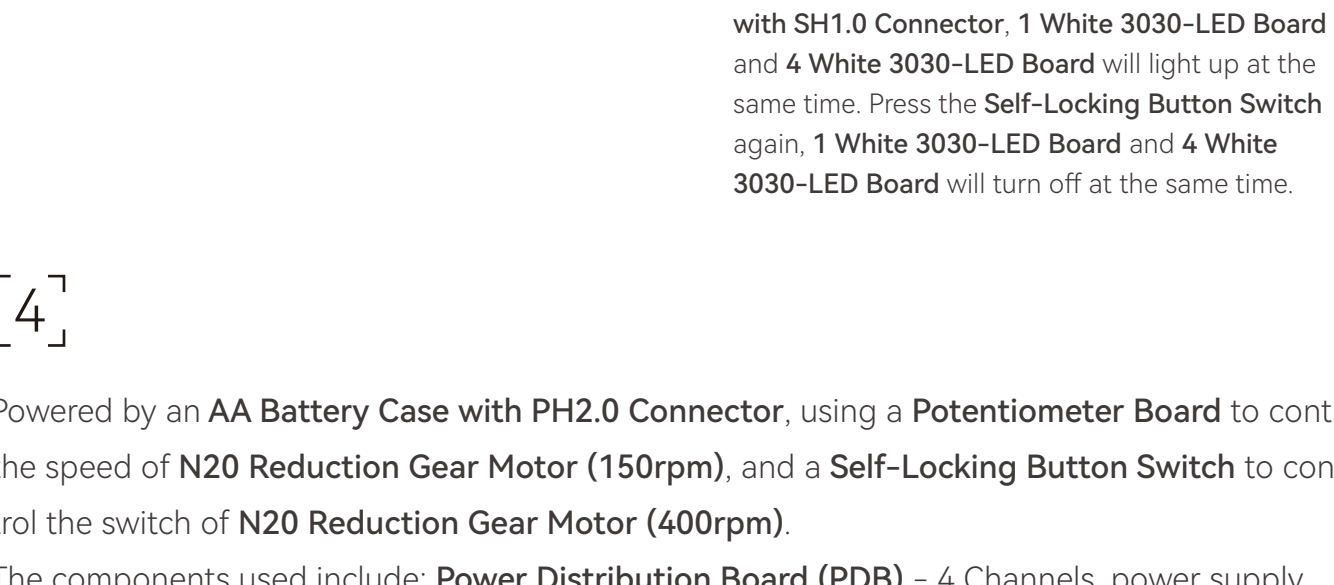 with SH1.0 Connector, 1 White 3030-LED Board
and 4 White 3030-LED Board will light up at the
same time. Press the Self-Locking Button Switch
again, 1 White 3030-LED Board and 4 White
3030-LED Board will turn off at the same time.
4
Powered by an AA Battery Case with PH2.0 Connector, using a Potentiometer Board to cont
the speed of N20 Reduction Gear Motor (150rpm), and a Self-Locking Button Switch to con
trol the switch of N20 Reduction Gear Motor (400rpm).
The components used include: Power Distribution Board (PDB) - 4 Channels, power supply